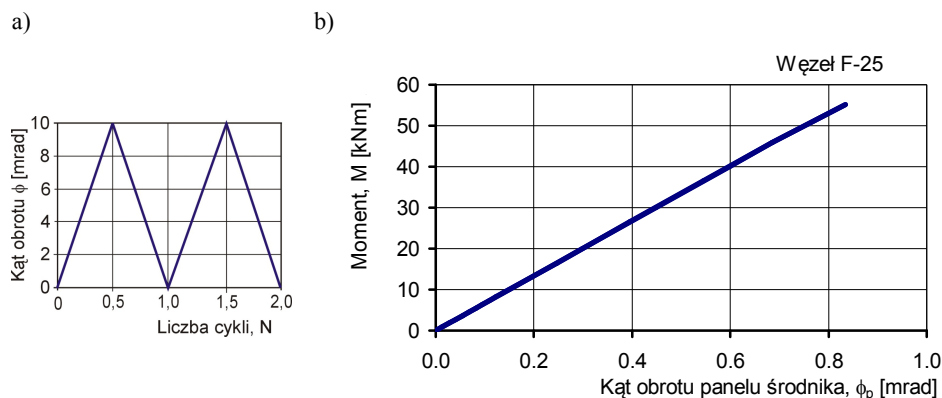 a)
Kąt obrotu ϕ [mrad]
10
8
6
4
2
0
0 0,5 1,0 1,5 2,0
Liczba cykli, N
b)
Węzeł F-25
Moment, M [kNm]
60
50
40
30
20
10
0
0.0 0.2 0.4 0.6 0.8 1.0
Kąt obrotu panelu środnika, ϕp [mrad]